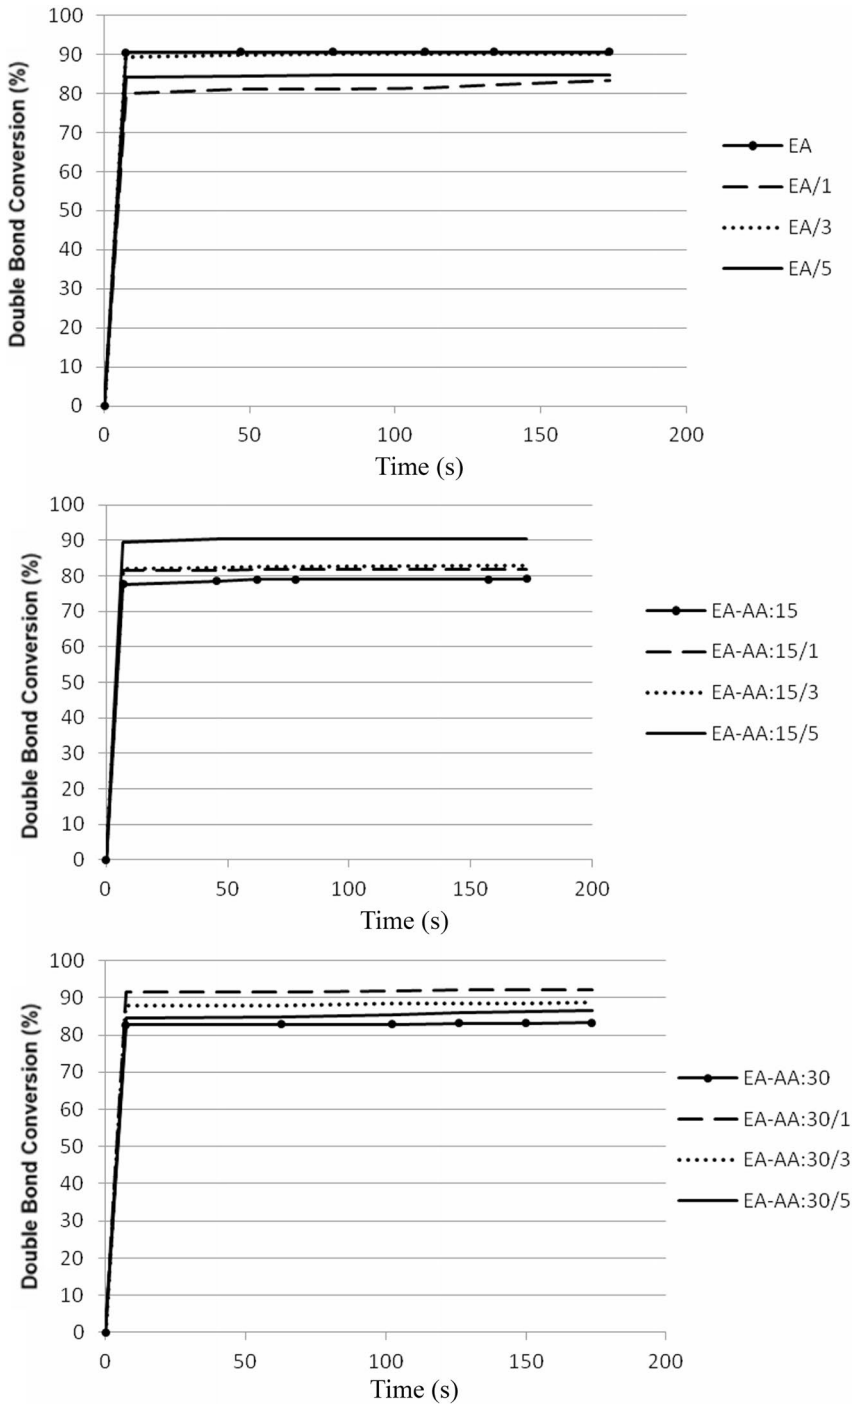 Double Bond Conversion (%)
100
90
80
70
60
50
40
30
20
10
0
0 50 100 150 200
Time (s)
EA
EA/1
EA/3
EA/5
Double Bond Conversion (%)
100
90
80
70
60
50
40
30
20
10
0
0 50 100 150 200
Time (s)
EA-AA:15
EA-AA:15/1
EA-AA:15/3
EA-AA:15/5
Double Bond Conversion (%)
100
90
80
70
60
50
40
30
20
10
0
0 50 100 150 200
Time (s)
EA-AA:30
EA-AA:30/1
EA-AA:30/3
EA-AA:30/5